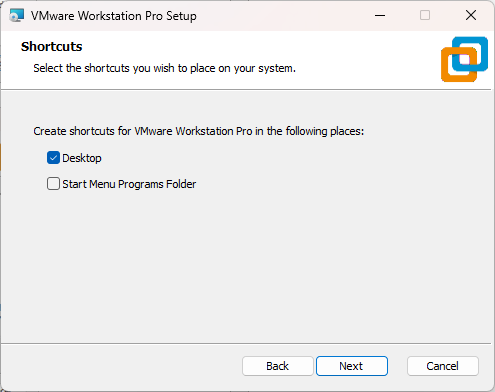 VMware Workstation Pro Setup
Shortcuts
Select the shortcuts you wish to place on your system.
Create shortcuts for VMware Workstation Pro in the following places:
Desktop
Start Menu Programs Folder
Back
Next
Cancel